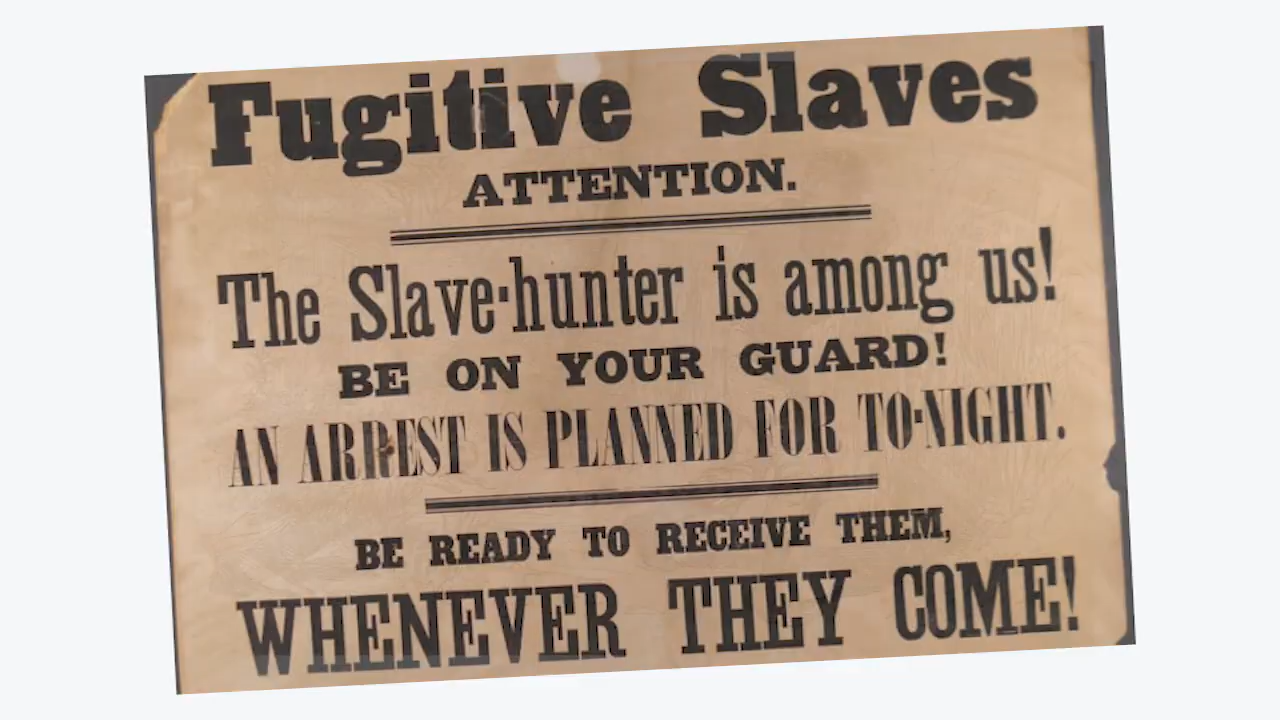 Fugitive Slaves
ATTENTION.
The Slave-hunter is among us!
BE ON YOUR GUARD!
AN ARREST IS PLANNED FOR TO-NIGHT.
BE READY TO RECEIVE THEM,
WHENEVER THEY COME!